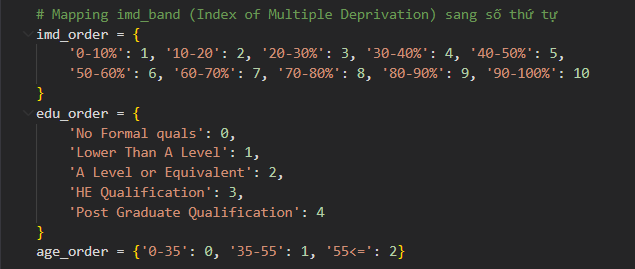 # Mapping imd_band (Index of Multiple Deprivation) sang số thứ tự
imd_order = {
    '0-10%': 1, '10-20': 2, '20-30%': 3, '30-40%': 4, '40-50%': 5,
    '50-60%': 6, '60-70%': 7, '70-80%': 8, '80-90%': 9, '90-100%': 10
}
edu_order = {
    'No Formal quals': 0,
    'Lower Than A Level': 1,
    'A Level or Equivalent': 2,
    'HE Qualification': 3,
    'Post Graduate Qualification': 4
}
age_order = {'0-35': 0, '35-55': 1, '55<=': 2}